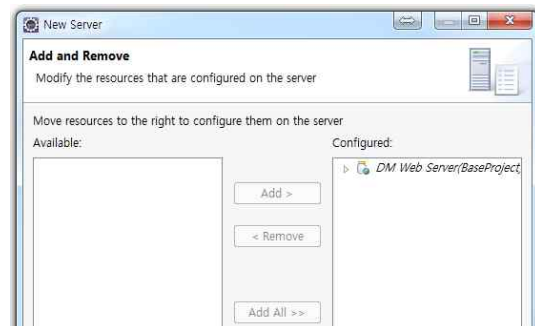 New Server
Add and Remove
Modify the resources that are configured on the server
Move resources to the right to configure them on the server
Available:
Configured:
DM Web Server(BaseProject
Add >
< Remove
Add All >>